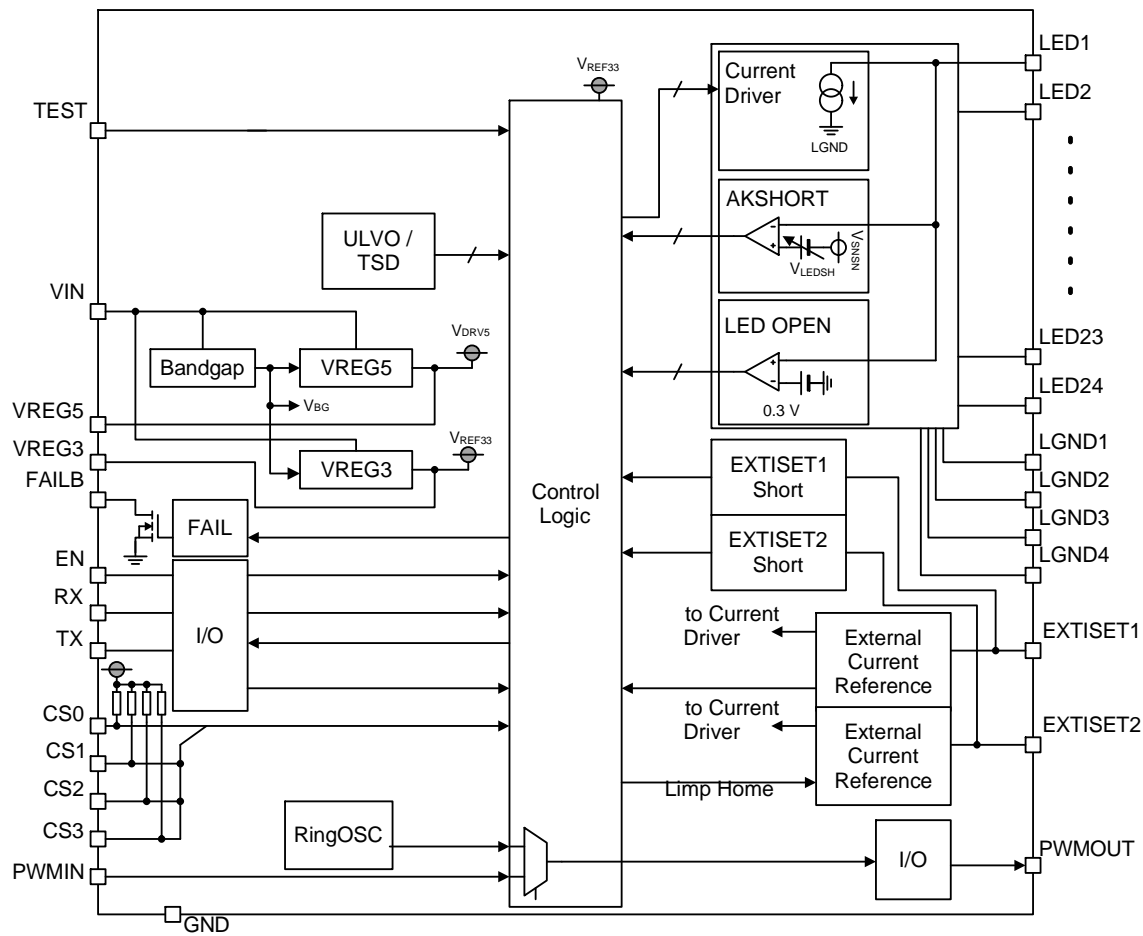 TEST
VIN
VREG5
VREG3
FAILB
EN
RX
TX
CS0
CS1
CS2
CS3
PWMIN
GND
ULVO /
TSD
Bandgap
VREG5
VDRV5
VBG
VREG3
VREF33
FAIL
I/O
RingOSC
VREF33
Control
Logic
Current
Driver
LGND
AKSHORT
VLEDSH
VSNSN
LED OPEN
0.3 V
EXTISET1
Short
EXTISET2
Short
to Current
Driver
External
Current
Reference
to Current
Driver
External
Current
Reference
Limp Home
I/O
LED1
LED2
LED23
LED24
LGND1
LGND2
LGND3
LGND4
EXTISET1
EXTISET2
PWMOUT